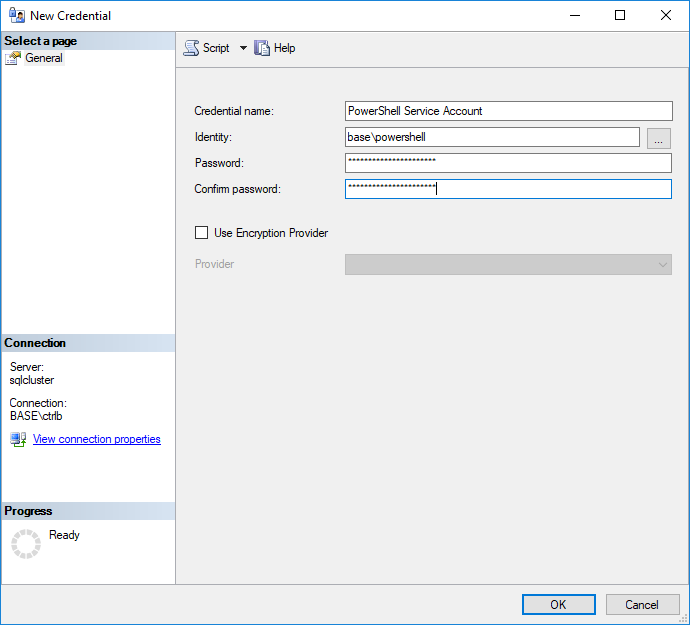 New Credential
Select a page
General
Script
Help
Credential name:
PowerShell Service Account
Identity:
base\powershell
...
Password:
**********************
Confirm password:
**********************
Use Encryption Provider
Provider
Connection
Server:
sqlcluster
Connection:
BASE\ctrlb
View connection properties
Progress
Ready
OK
Cancel